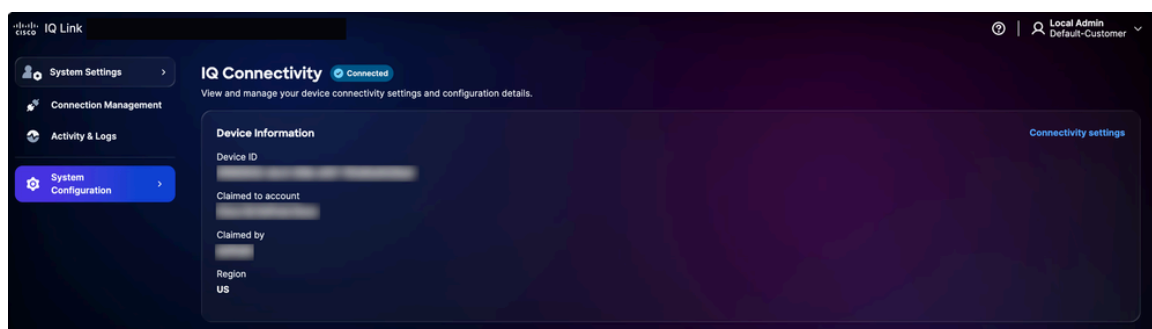 cisco IQ Link
Local Admin
Default-Customer
System Settings
Connection Management
Activity & Logs
System
Configuration
IQ Connectivity Connected
View and manage your device connectivity settings and configuration details.
Device Information Connectivity settings
Device ID
Claimed to account
Claimed by
Region
US